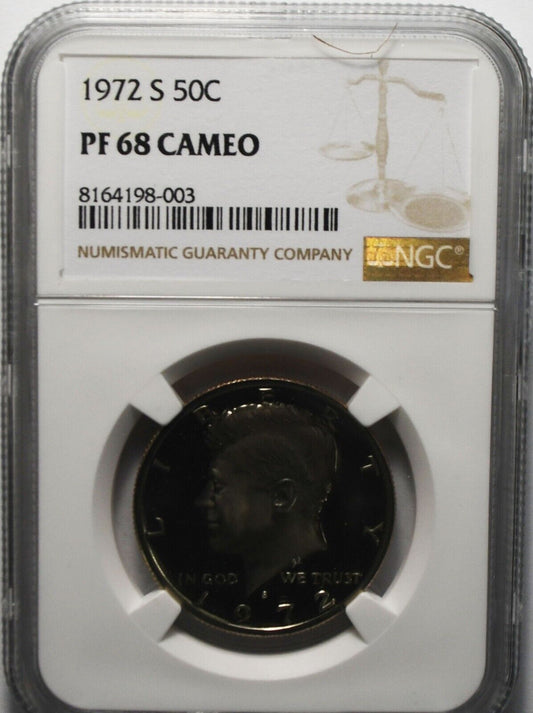 1972 S 50C
PF 68 CAMEO
8164198-003
NUMISMATIC GUARANTY COMPANY
NGC®
LIBERTY
IN GOD WE TRUST
S
1972